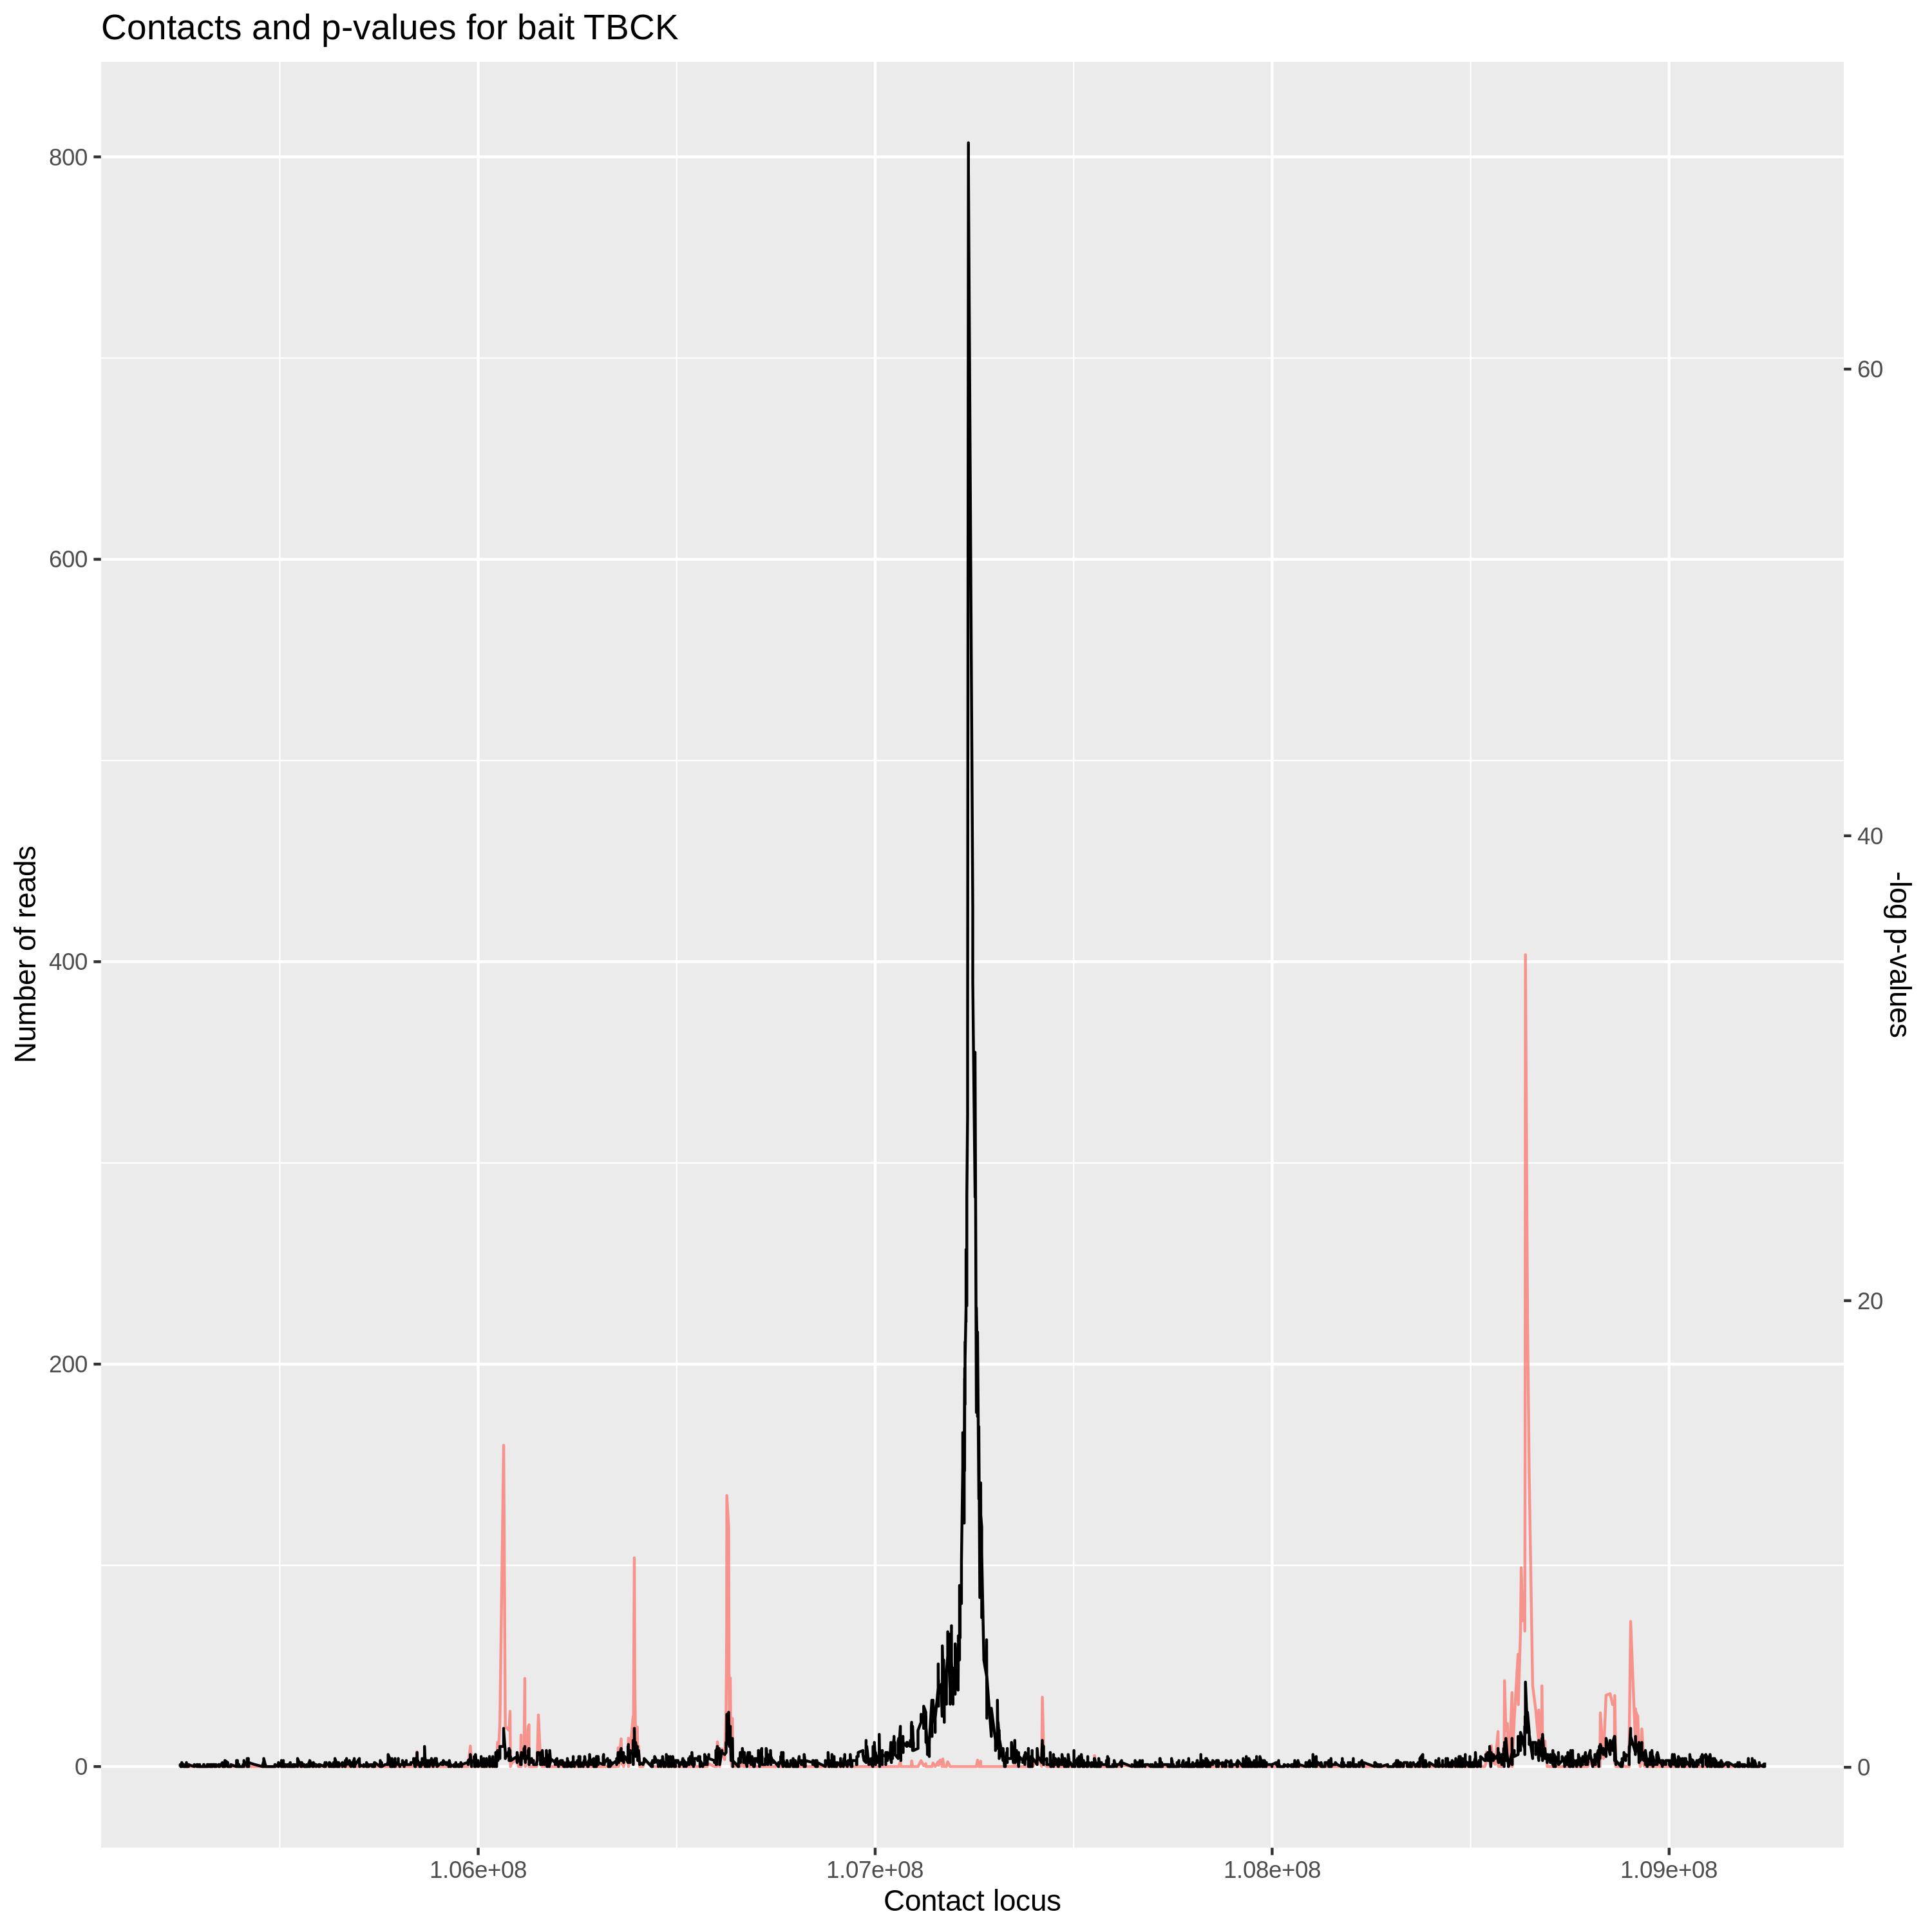 Contacts and p-values for bait TBCK
800
600
400
200
0
Number of reads
60
40
20
0
-log p-values
1.06e+08
1.07e+08
1.08e+08
1.09e+08
Contact locus